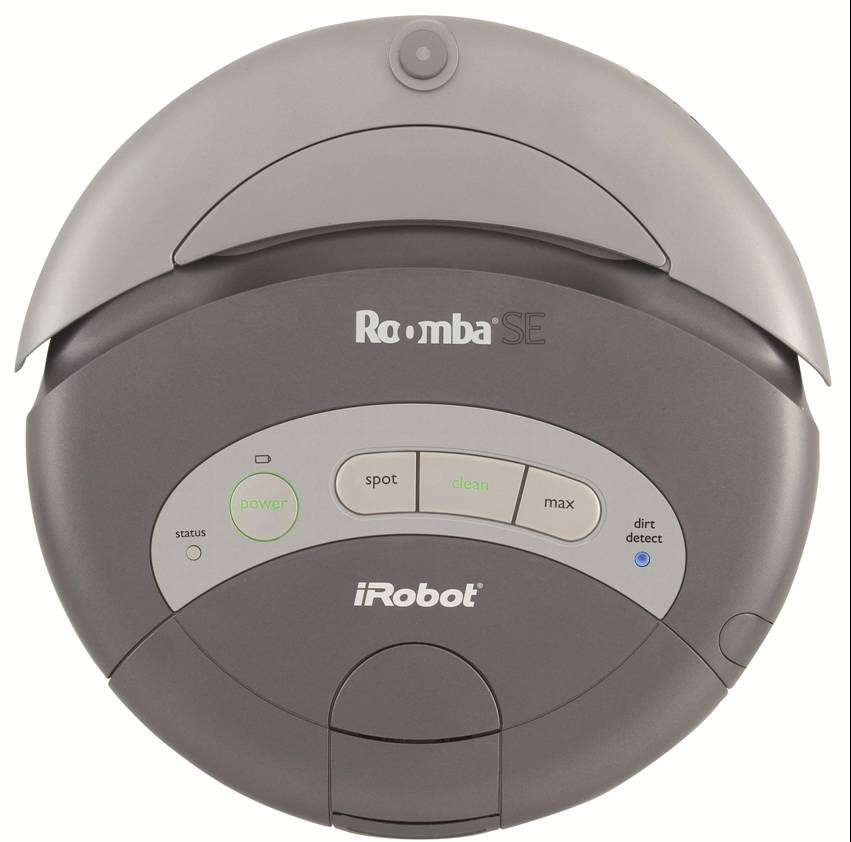 Roomba® SE
spot
clean
max
power
status
dirt
detect
iRobot®